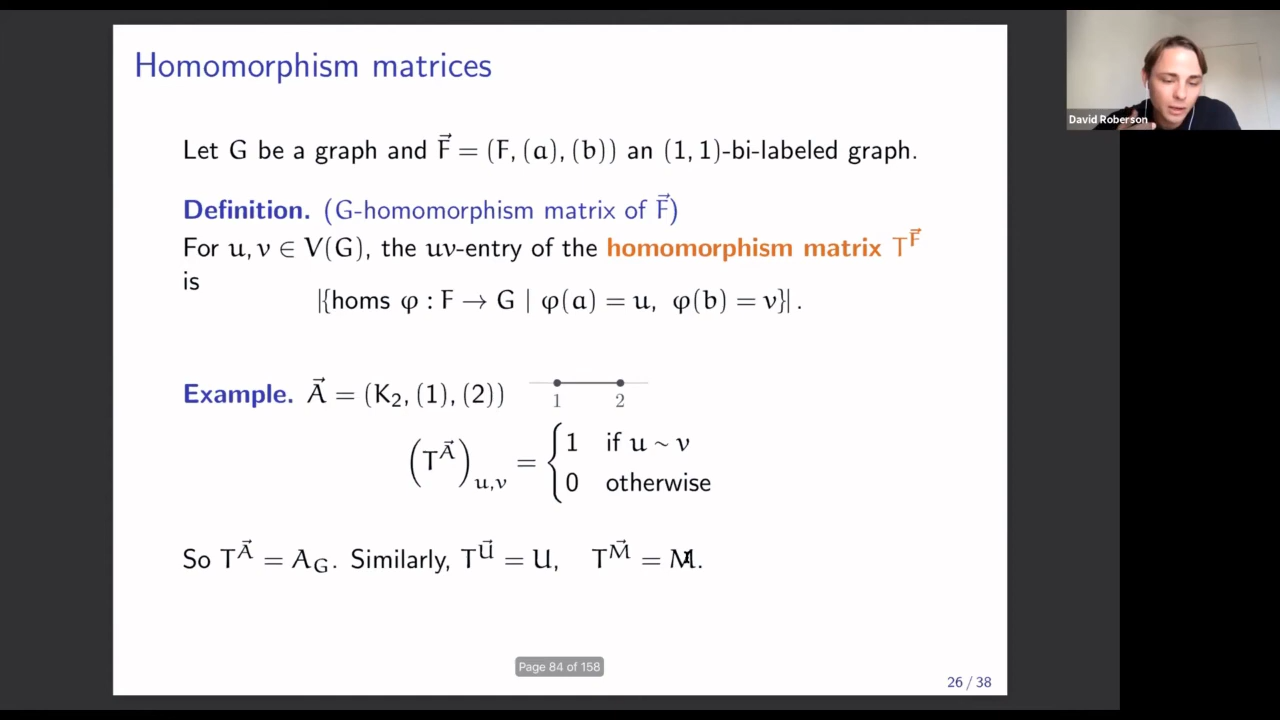 Homomorphism matrices
David Roberson
Let G be a graph and F⃗ = (F, (a), (b)) an (1, 1)-bi-labeled graph.
Definition. (G-homomorphism matrix of F⃗)
For u, v ∈ V(G), the uv-entry of the homomorphism matrix T^F⃗
is
|{homs φ : F → G | φ(a) = u, φ(b) = v}| .
Example. A⃗ = (K₂, (1), (2))
1 2
(T^A⃗)_{u,v} = { 1 if u ~ v
0 otherwise
So T^A⃗ = A_G. Similarly, T^U⃗ = U, T^M⃗ = M.
Page 84 of 158
26 / 38